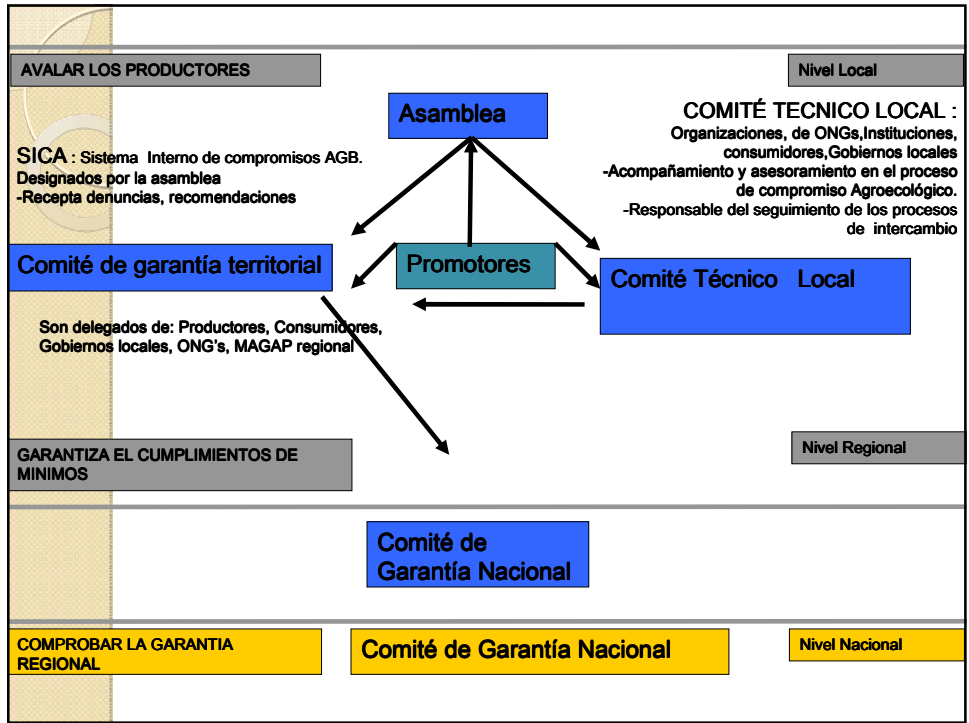 AVALAR LOS PRODUCTORES
Nivel Local
Asamblea
COMITÉ TECNICO LOCAL :
Organizaciones, de ONGs,Instituciones,
consumidores,Gobiernos locales
-Acompañamiento y asesoramiento en el proceso
de compromiso Agroecológico.
-Responsable del seguimiento de los procesos
de intercambio
SICA : Sistema Interno de compromisos AGB.
Designados por la asamblea
-Recepta denuncias, recomendaciones
Comité de garantía territorial
Promotores
Comité Técnico Local
Son delegados de: Productores, Consumidores,
Gobiernos locales, ONG's, MAGAP regional
GARANTIZA EL CUMPLIMIENTOS DE
MINIMOS
Nivel Regional
Comité de
Garantía Nacional
COMPROBAR LA GARANTIA
REGIONAL
Comité de Garantía Nacional
Nivel Nacional